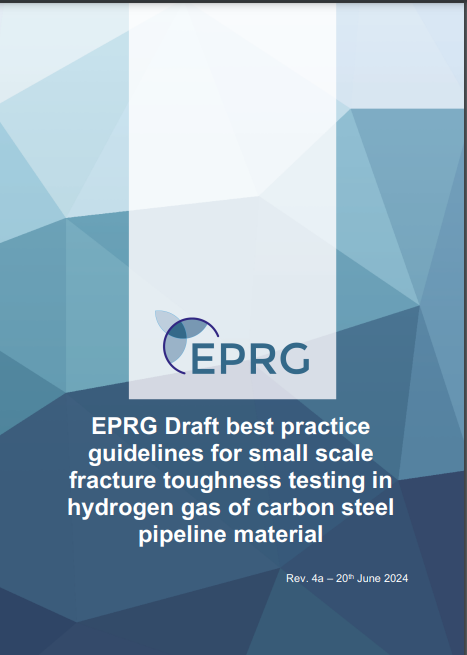 EPRG
EPRG Draft best practice
guidelines for small scale
fracture toughness testing in
hydrogen gas of carbon steel
pipeline material
Rev. 4a – 20th June 2024